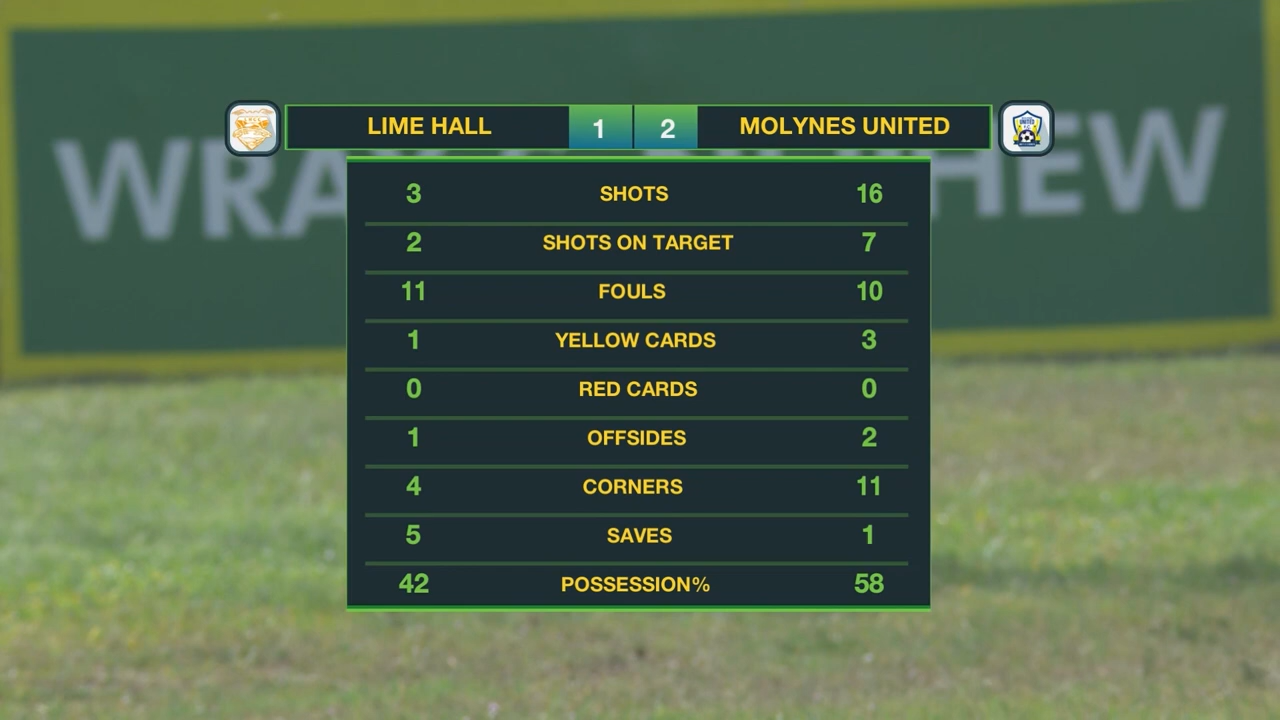 LIME HALL 1 2 MOLYNES UNITED
3 SHOTS 16
2 SHOTS ON TARGET 7
11 FOULS 10
1 YELLOW CARDS 3
0 RED CARDS 0
1 OFFSIDES 2
4 CORNERS 11
5 SAVES 1
42 POSSESSION% 58
UNITED